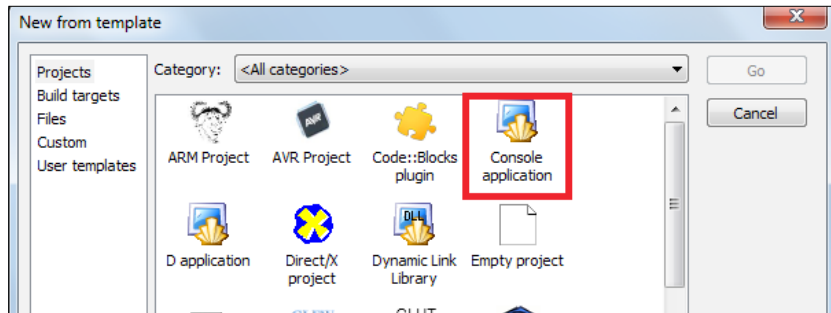 New from template
Projects
Build targets
Files
Custom
User templates
Category: <All categories>
Go
Cancel
AVR
ARM Project AVR Project Code::Blocks plugin Console application
DLL
D application Direct/X project Dynamic Link Library Empty project